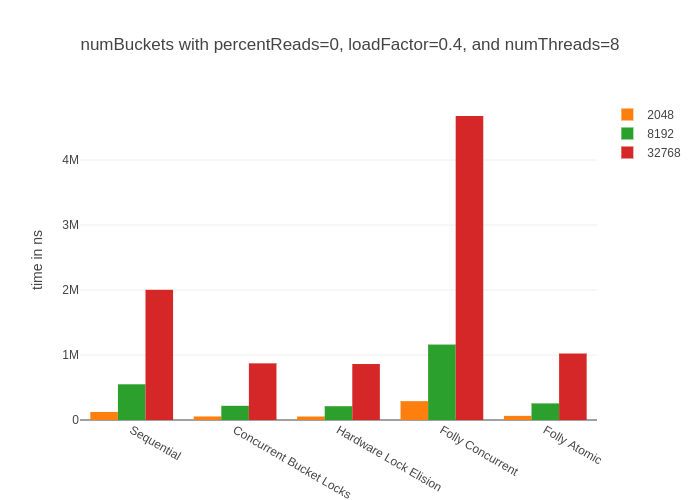 numBuckets with percentReads=0, loadFactor=0.4, and numThreads=8
2048
8192
32768
time in ns
4M
3M
2M
1M
0
Sequential
Concurrent Bucket Locks
Hardware Lock Elision
Folly Concurrent
Folly Atomic